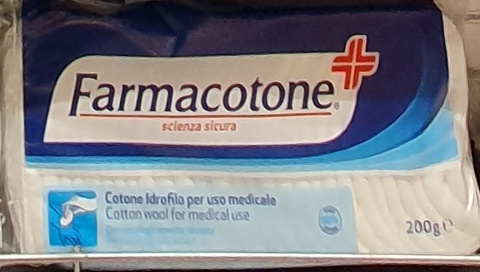 Farmacotone®
scienza sicura
Cotone Idrofilo per uso medicale
Cotton wool for medical use
200g e